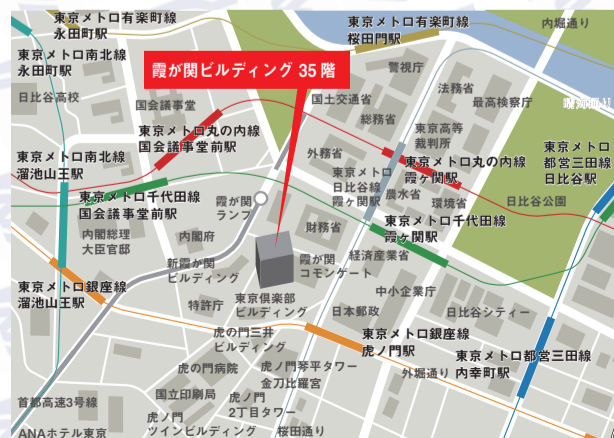 東京メトロ有楽町線
永田町駅
東京メトロ有楽町線
桜田門駅
内堀通り
東京メトロ南北線
永田町駅
霞が関ビルディング 35 階
警視庁
法務省
日比谷高校
国会議事堂
国土交通省
最高検察庁
晴海通り
総務省
東京メトロ丸の内線
国会議事堂前駅
東京高等
裁判所
東京メトロ
都営三田線
日比谷駅
外務省
東京メトロ南北線
溜池山王駅
東京メトロ丸の内線
霞ヶ関駅
東京メトロ
日比谷線
霞ヶ関駅
農水省
環境省
日比谷公園
東京メトロ千代田線
国会議事堂前駅
霞が関
ランプ
財務省
東京メトロ千代田線
霞ヶ関駅
内閣総理
大臣官邸
内閣府
新霞が関
ビルディング
霞が関
コモンゲート
経済産業省
東京メトロ銀座線
溜池山王駅
特許庁
東京倶楽部
ビルディング
中小企業庁
日本郵政
日比谷シティー
虎の門三井
ビルディング
東京メトロ銀座線
虎ノ門駅
東京メトロ都営三田線
内幸町駅
虎の門病院
虎ノ門琴平タワー
金刀比羅宮
外堀通り
国立印刷局
虎ノ門
2丁目タワー
首都高速3号線
虎ノ門
ツインビルディング
桜田通り
ANAホテル東京